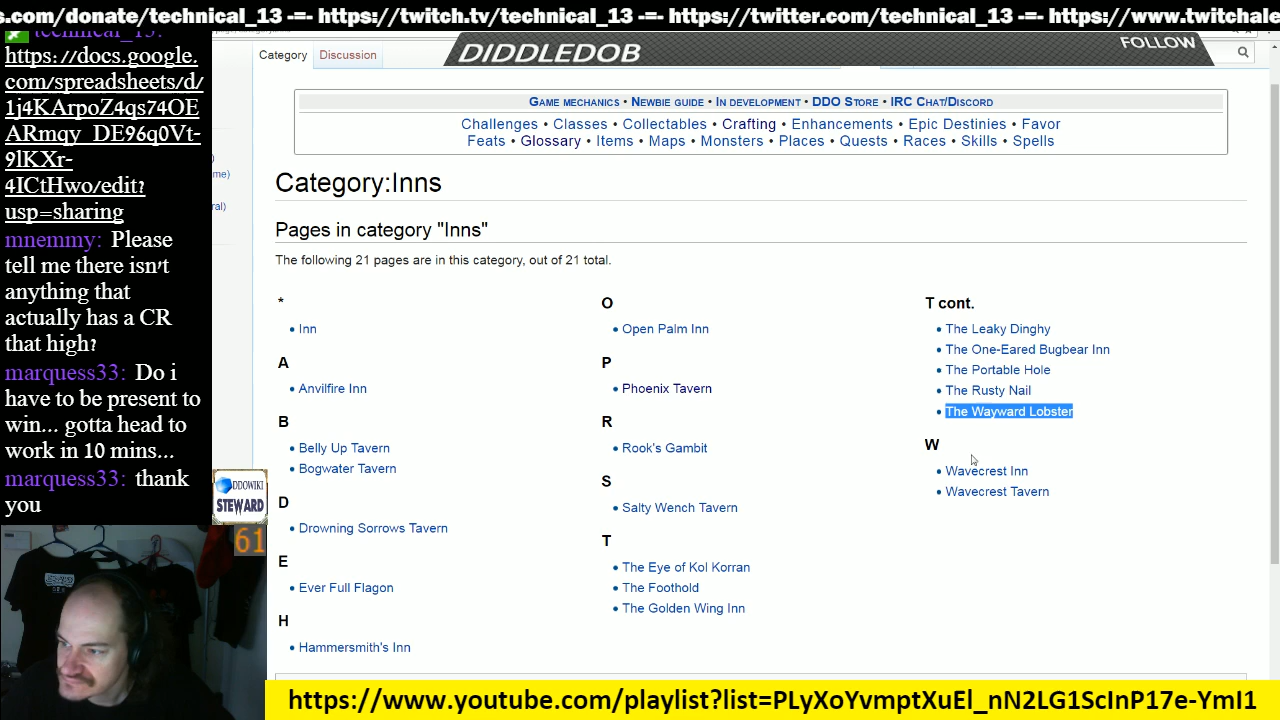 s.com/donate/technical_13 -=- https://twitch.tv/technical_13 -=- https://twitter.com/technical_13 -=- https://www.twitchale
technical_13:
https://docs.google.
com/spreadsheets/d/
1j4KArpoZ4qs74OE
ARmqy_DE96q0Vt-
9lKXr-
4ICtHwo/edit?
usp=sharing
mnemmy: Please
tell me there isn't
anything that
actually has a CR
that high?
marquess33: Do i
have to be present to
win... gotta head to
work in 10 mins...
marquess33: thank
you
DDOWIKI
STEWARD
61
me)
ral)
Category Discussion
DIDDLEDOB
FOLLOW
Game mechanics • Newbie guide • In development • DDO Store • IRC Chat/Discord
Challenges • Classes • Collectables • Crafting • Enhancements • Epic Destinies • Favor
Feats • Glossary • Items • Maps • Monsters • Places • Quests • Races • Skills • Spells
Category:Inns
Pages in category "Inns"
The following 21 pages are in this category, out of 21 total.
*
Inn
A
Anvilfire Inn
B
Belly Up Tavern
Bogwater Tavern
D
Drowning Sorrows Tavern
E
Ever Full Flagon
H
Hammersmith's Inn
O
Open Palm Inn
P
Phoenix Tavern
R
Rook's Gambit
S
Salty Wench Tavern
T
The Eye of Kol Korran
The Foothold
The Golden Wing Inn
T cont.
The Leaky Dinghy
The One-Eared Bugbear Inn
The Portable Hole
The Rusty Nail
The Wayward Lobster
W
Wavecrest Inn
Wavecrest Tavern
https://www.youtube.com/playlist?list=PLyXoYvmptXuEl_nN2LG1ScInP17e-YmI1